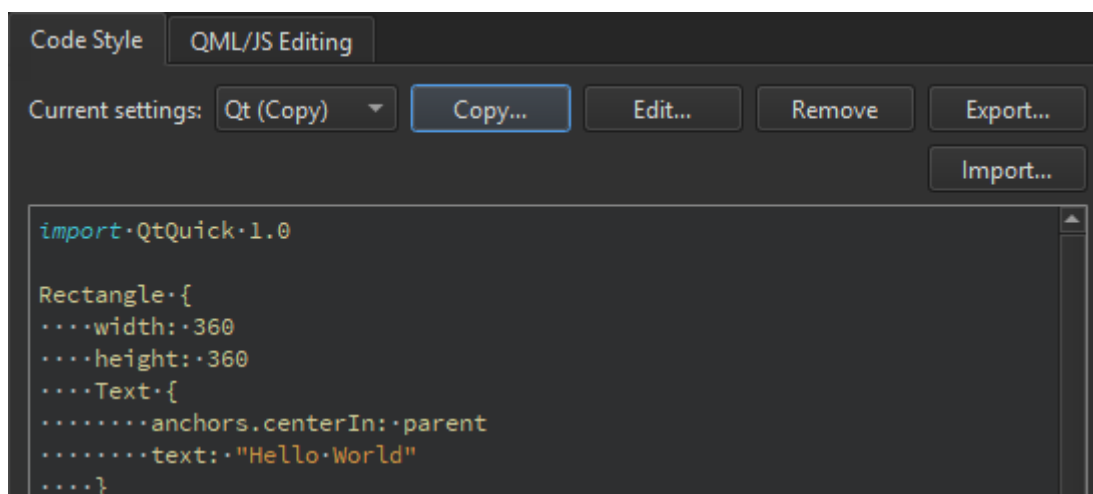 Code Style QML/JS Editing
Current settings: Qt (Copy) Copy... Edit... Remove Export...
Import...
import·QtQuick·1.0
Rectangle·{
····width:·360
····height:·360
····Text·{
········anchors.centerIn:·parent
········text:·"Hello·World"
····}